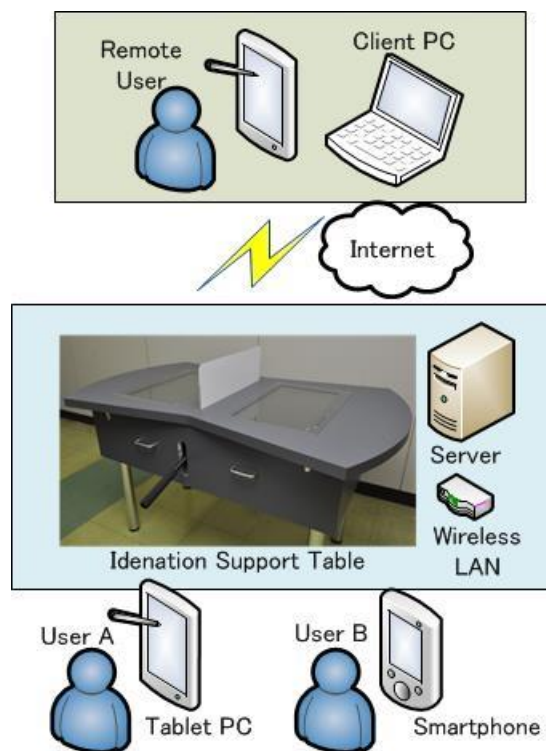 Remote
User
Client PC
Internet
Server
Wireless
LAN
Idenation Support Table
User A
Tablet PC
User B
Smartphone